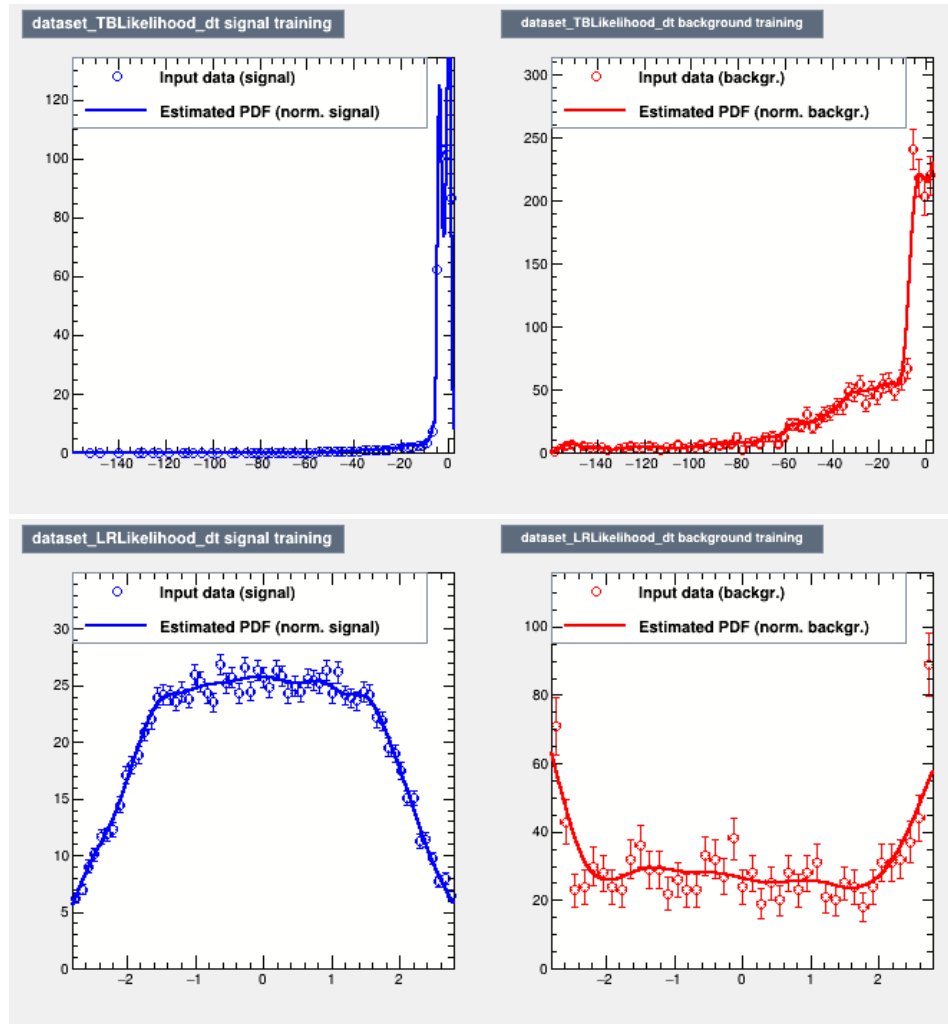 dataset_TBLikelihood_dt signal training
dataset_TBLikelihood_dt background training
Input data (signal)
Estimated PDF (norm. signal)
120
100
80
60
40
20
0
−140 −120 −100 −80 −60 −40 −20 0
Input data (backgr.)
Estimated PDF (norm. backgr.)
300
250
200
150
100
50
0
−140 −120 −100 −80 −60 −40 −20 0
dataset_LRLikelihood_dt signal training
dataset_LRLikelihood_dt background training
Input data (signal)
Estimated PDF (norm. signal)
30
25
20
15
10
5
0
−2 −1 0 1 2
Input data (backgr.)
Estimated PDF (norm. backgr.)
100
80
60
40
20
0
−2 −1 0 1 2